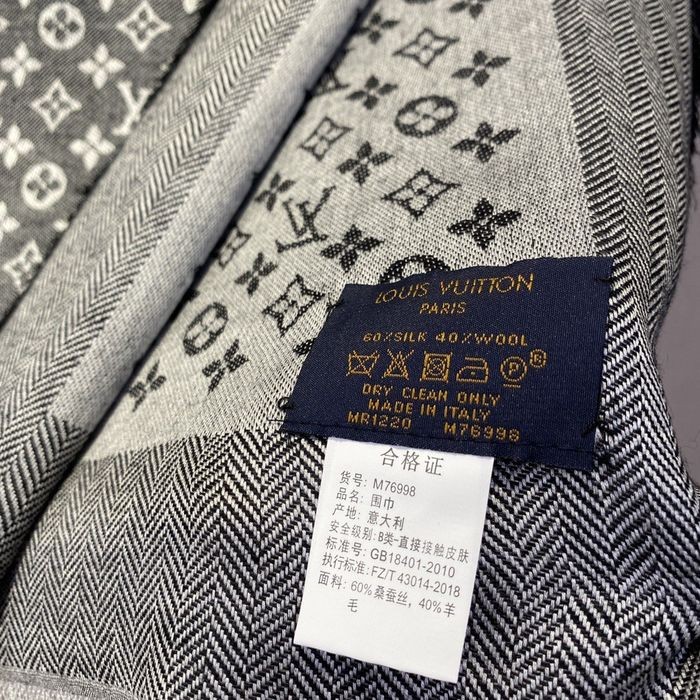 LOUIS VUITTON
PARIS
60%SILK 40%WOOL
P®
DRY CLEAN ONLY
MADE IN ITALY
MR1220 M76998
合格证
货号: M76998
品名: 围巾
产地: 意大利
安全级别: B类-直接接触皮肤
标准号: GB18401-2010
执行标准: FZ/T 43014-2018
面料: 60%桑蚕丝, 40%羊
毛